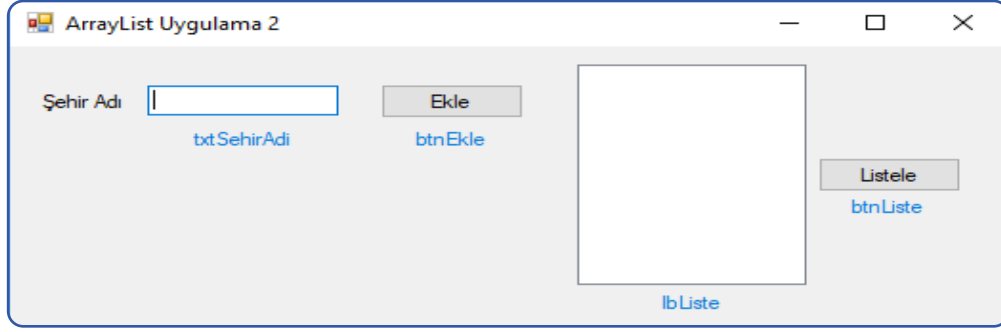 ArrayList Uygulama 2
Şehir Adı
Ekle
txtSehirAdi
btnEkle
Listele
btnListe
lbListe